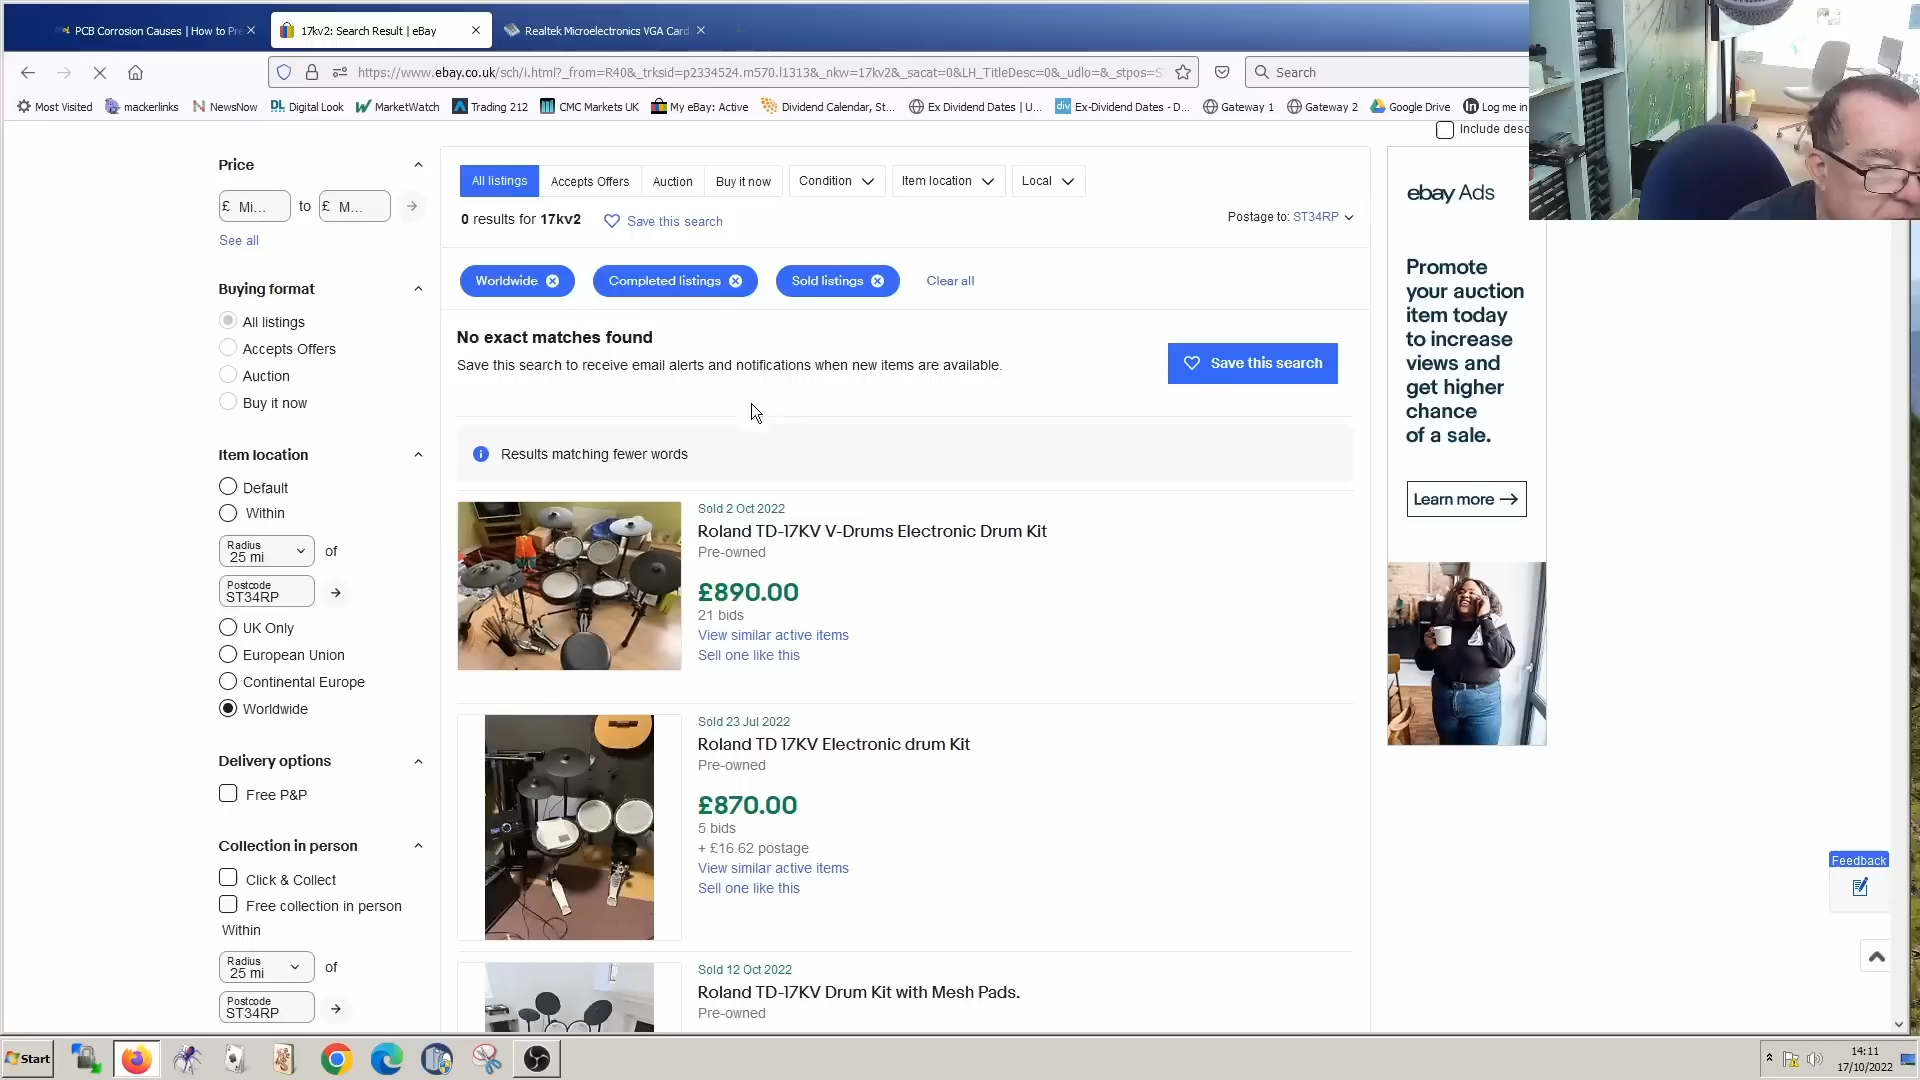 PCB Corrosion Causes | How to Pre
17kv2: Search Result | eBay
Realtek Microelectronics VGA Card
https://www.ebay.co.uk/sch/i.html?_from=R40&_trksid=p2334524.m570.l1313&_nkw=17kv2&_sacat=0&LH_TitleDesc=0&_udlo=&_stpos=S
Search
Most Visited
mackerlinks
NewsNow
DL Digital Look
MarketWatch
Trading 212
CMC Markets UK
My eBay: Active
Dividend Calendar, St...
Ex Dividend Dates | U...
div Ex-Dividend Dates - D...
Gateway 1
Gateway 2
Google Drive
Log me in
Include desc
Price
£ Mi... to £ M...
See all
Buying format
All listings
Accepts Offers
Auction
Buy it now
Item location
Default
Within
Radius
25 mi
of
Postcode
ST34RP
UK Only
European Union
Continental Europe
Worldwide
Delivery options
Free P&P
Collection in person
Click & Collect
Free collection in person
Within
Radius
25 mi
of
Postcode
ST34RP
All listings
Accepts Offers
Auction
Buy it now
Condition
Item location
Local
0 results for 17kv2
Save this search
Postage to: ST34RP
Worldwide
Completed listings
Sold listings
Clear all
No exact matches found
Save this search to receive email alerts and notifications when new items are available.
Save this search
Results matching fewer words
Sold 2 Oct 2022
Roland TD-17KV V-Drums Electronic Drum Kit
Pre-owned
£890.00
21 bids
View similar active items
Sell one like this
Sold 23 Jul 2022
Roland TD 17KV Electronic drum Kit
Pre-owned
£870.00
5 bids
+ £16.62 postage
View similar active items
Sell one like this
Sold 12 Oct 2022
Roland TD-17KV Drum Kit with Mesh Pads.
Pre-owned
ebay Ads
Promote
your auction
item today
to increase
views and
get higher
chance
of a sale.
Learn more
Feedback
Start
14:11
17/10/2022